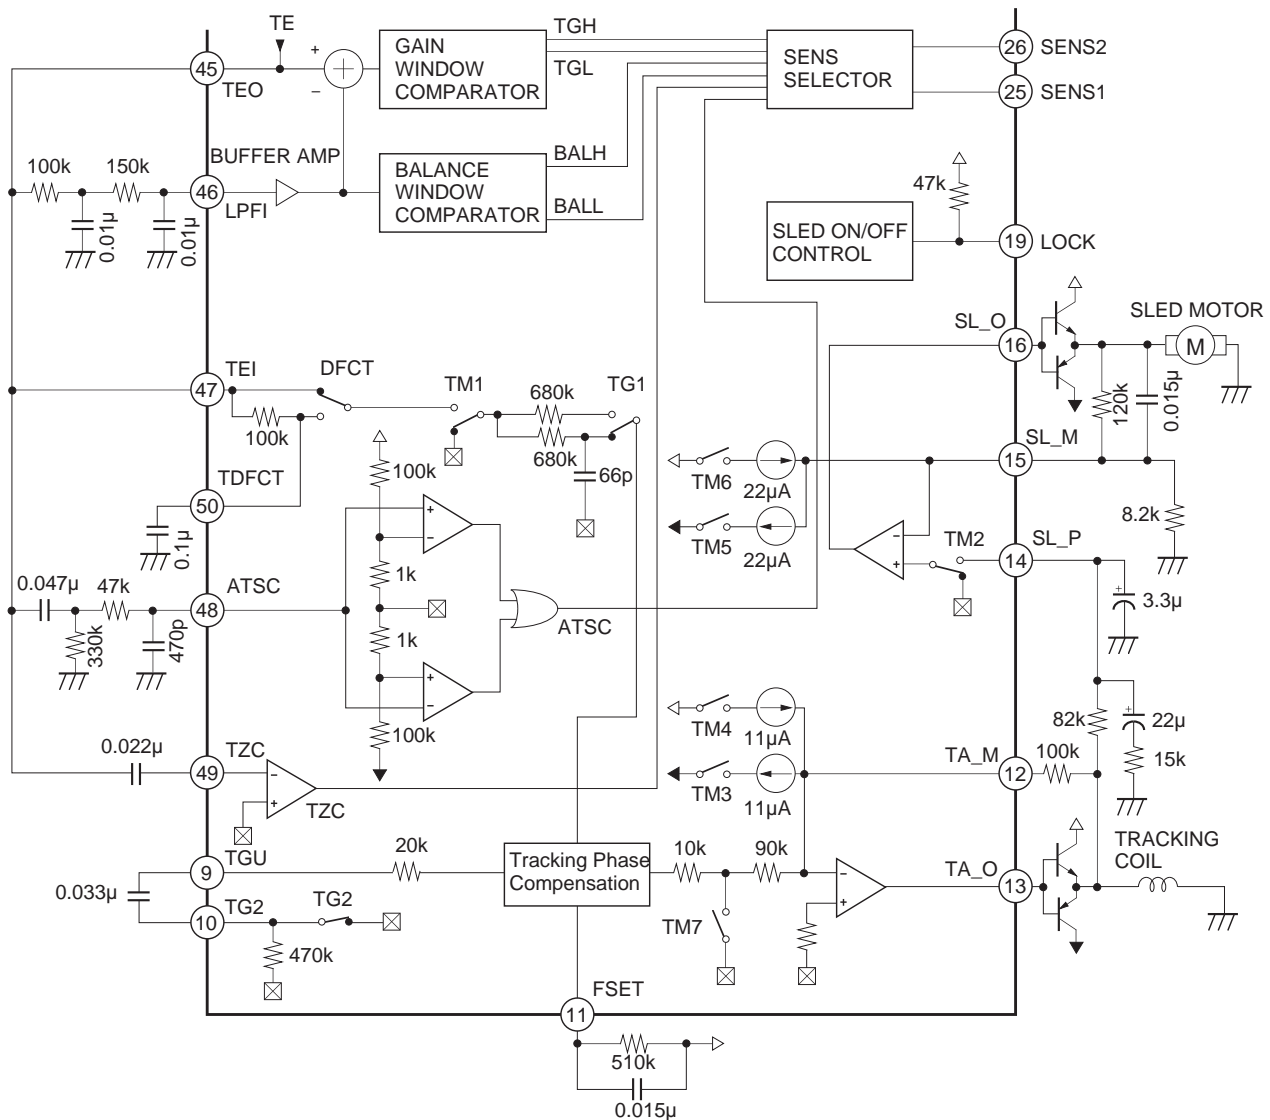 TE
TGH
TGL
GAIN
WINDOW
COMPARATOR
+
−
45
TEO
SENS
SELECTOR
26
SENS2
25
SENS1
BUFFER AMP
100k
150k
46
LPFI
0.01µ
0.01µ
BALANCE
WINDOW
COMPARATOR
BALH
BALL
47k
SLED ON/OFF
CONTROL
19
LOCK
SL_O
16
SLED MOTOR
M
120k
0.015µ
TEI
47
DFCT
100k
TM1
680k
680k
TG1
66p
TDFCT
50
0.1µ
100k
+
−
1k
1k
+
−
100k
ATSC
TM6
22µA
TM5
22µA
SL_M
15
8.2k
−
+
TM2
SL_P
14
+
3.3µ
0.047µ
47k
ATSC
48
330k
470p
TM4
11µA
TM3
11µA
82k
+
22µ
15k
TA_M
12
100k
0.022µ
TZC
49
−
+
TZC
TGU
9
20k
Tracking Phase
Compensation
10k
90k
−
+
TA_O
13
TRACKING
COIL
0.033µ
10
TG2
TG2
470k
TM7
FSET
11
510k
0.015µ